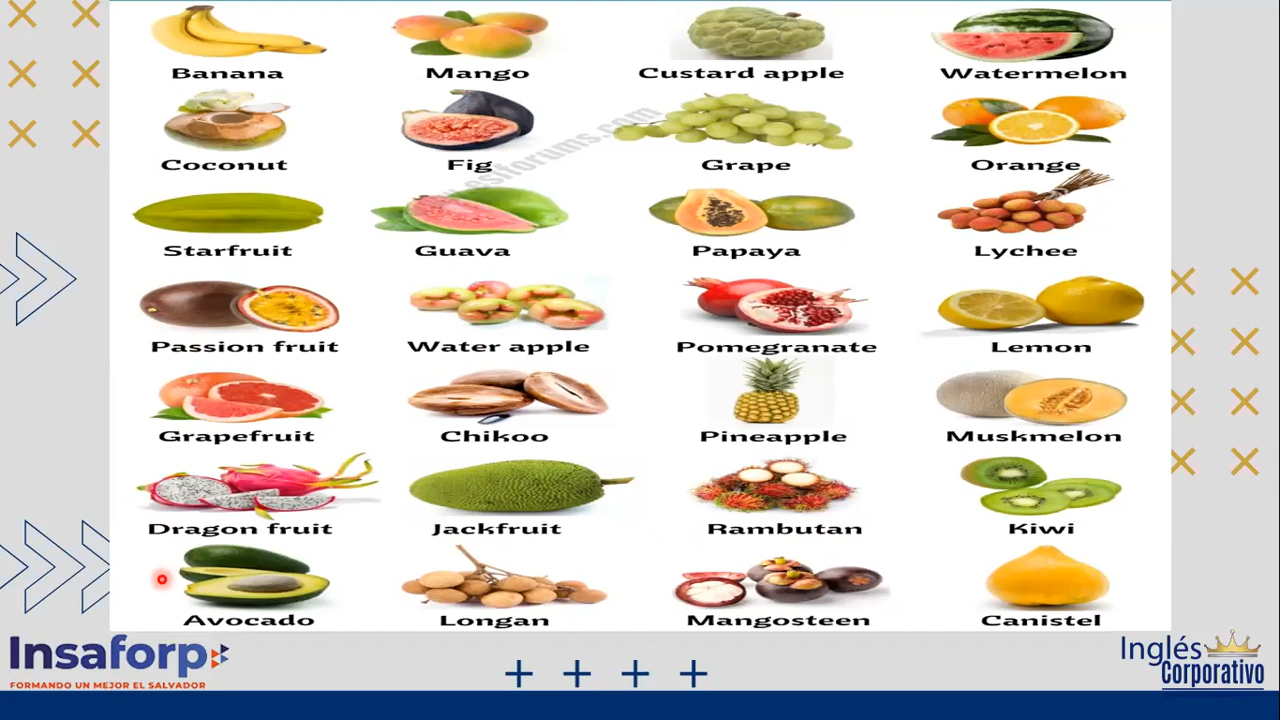 Banana Mango Custard apple Watermelon
Coconut Fig Grape Orange
Starfruit Guava Papaya Lychee
Passion fruit Water apple Pomegranate Lemon
Grapefruit Chikoo Pineapple Muskmelon
Dragon fruit Jackfruit Rambutan Kiwi
Avocado Longan Mangosteen Canistel
Insaforp
FORMANDO UN MEJOR EL SALVADOR
Inglés
Corporativo